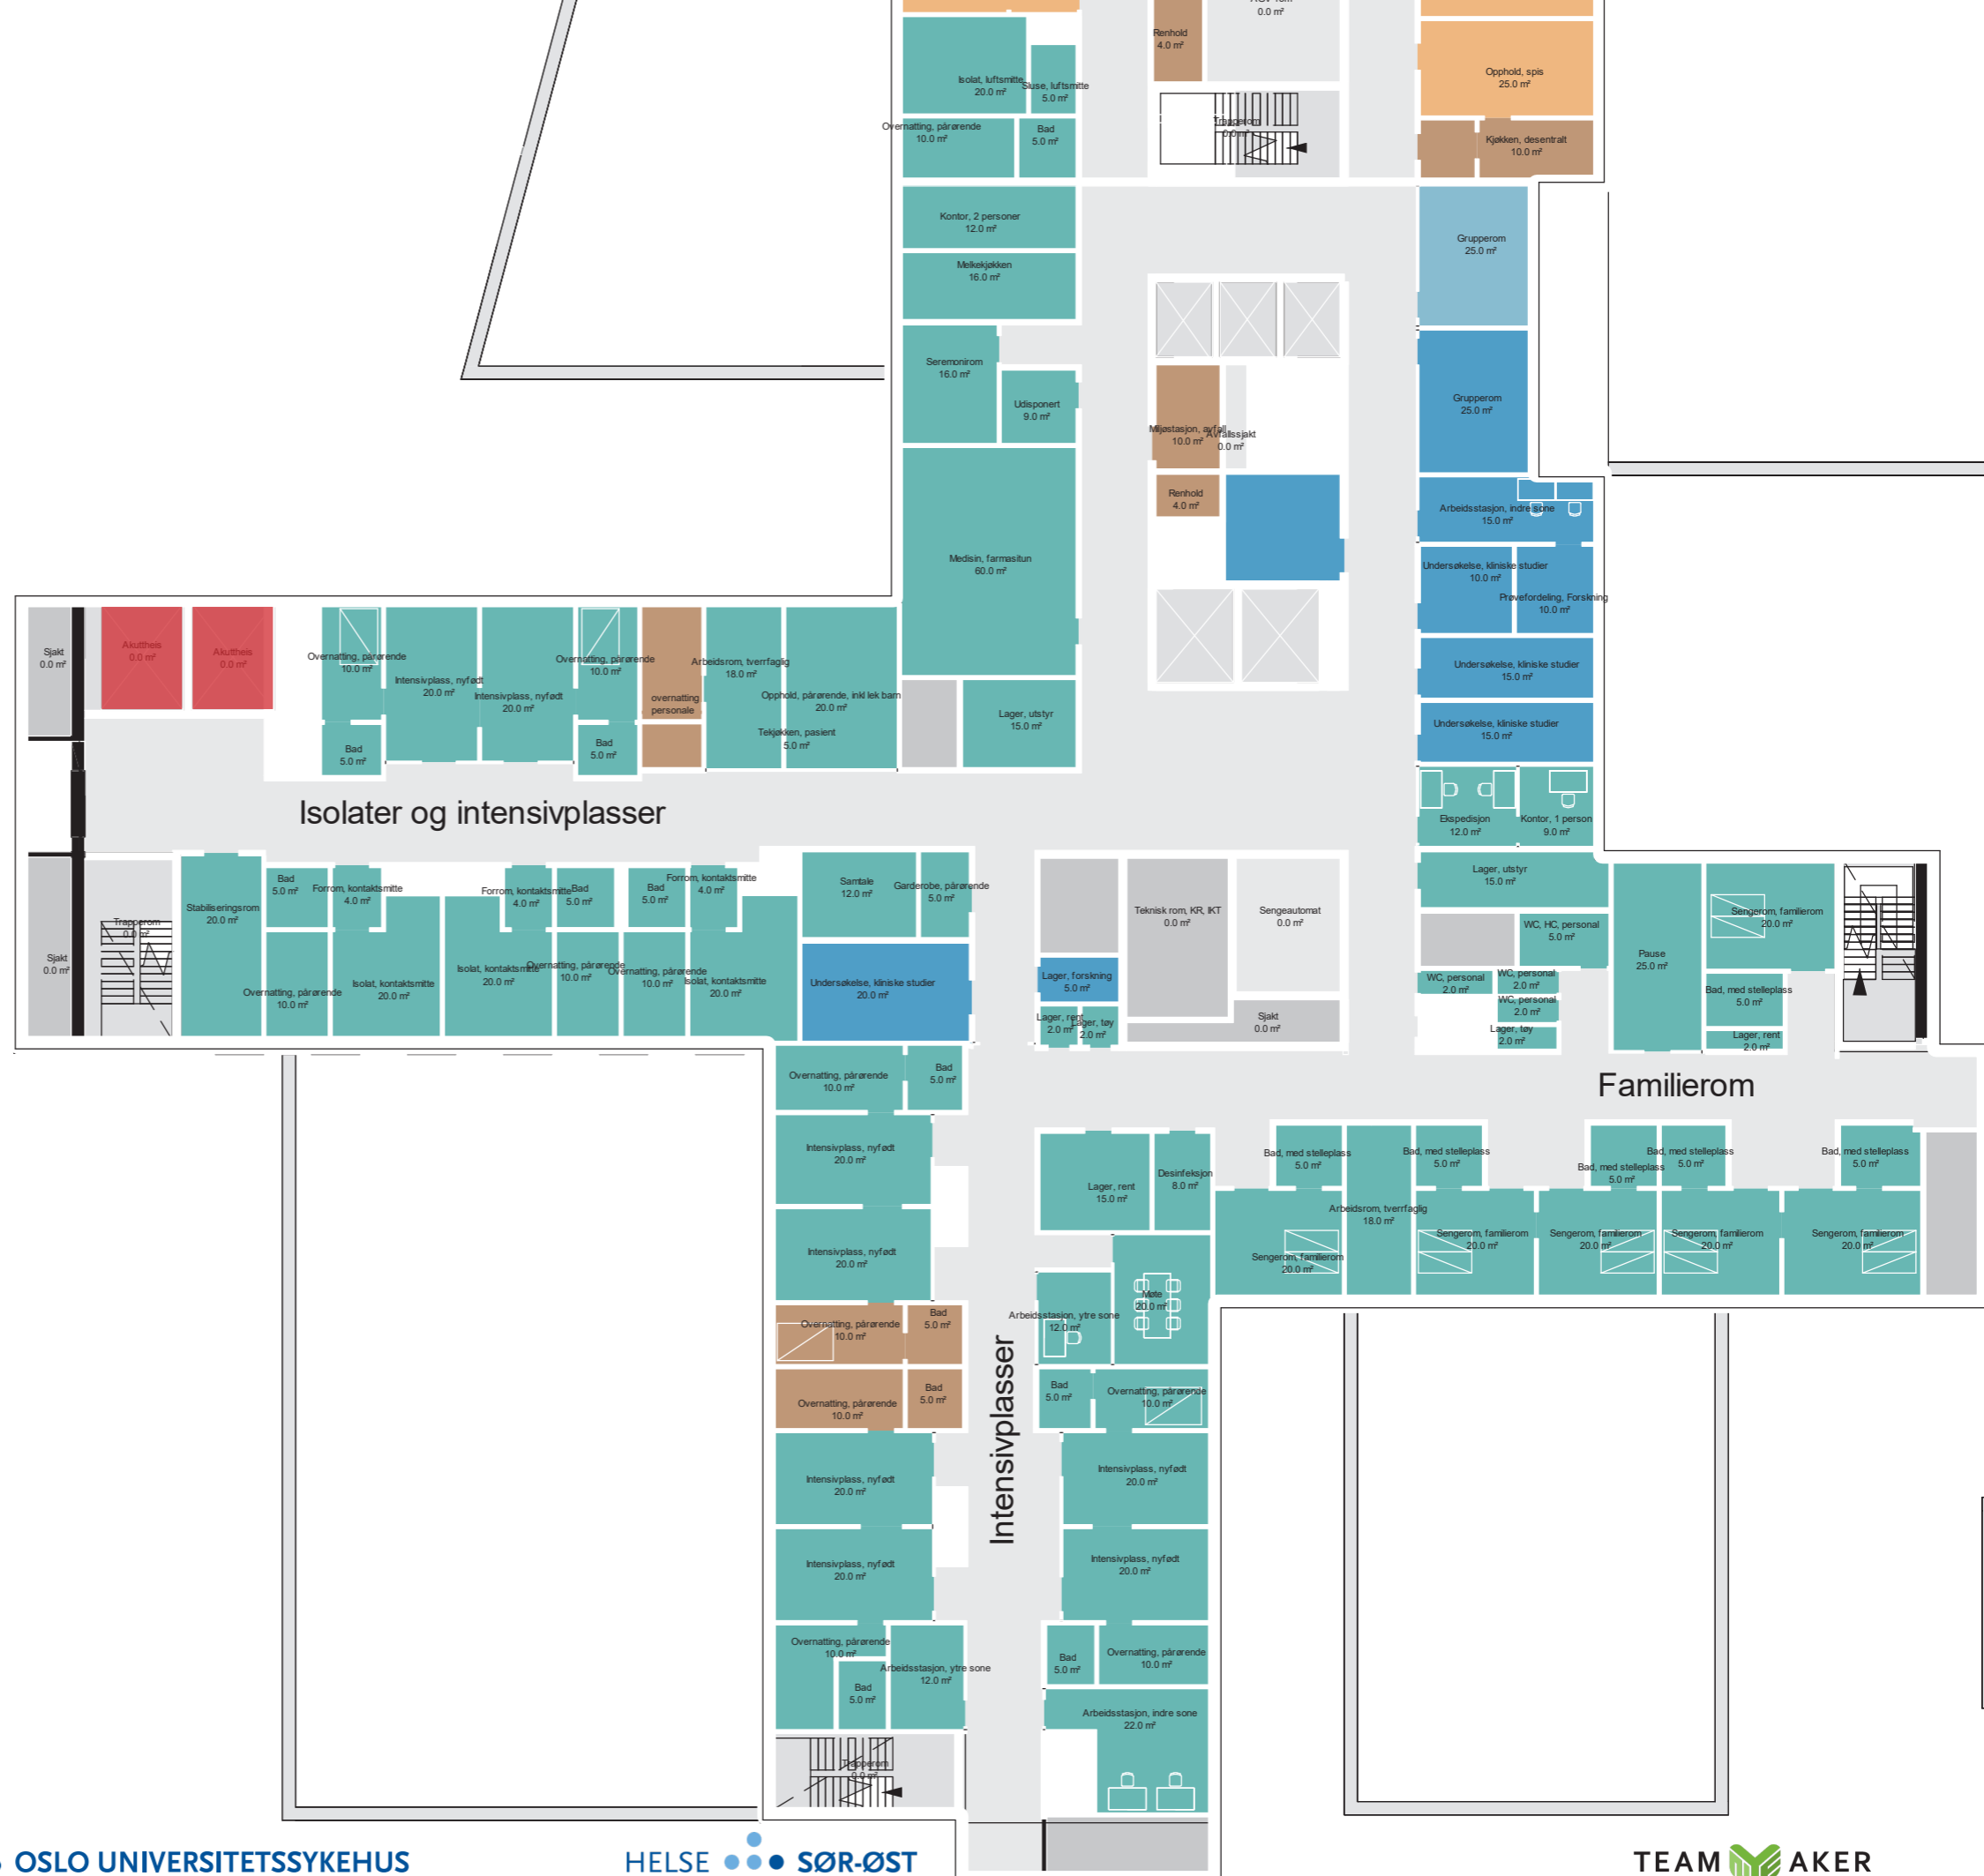 0.0 m²
Renhold
4.0 m²
Isolat, luftsmitte
20.0 m²
Sluse, luftsmitte
5.0 m²
Opphold, spis
25.0 m²
Overnatting, pårørende
10.0 m²
Bad
5.0 m²
Trapperom
0.0 m²
Kjøkken, desentralt
10.0 m²
Kontor, 2 personer
12.0 m²
Grupperom
25.0 m²
Melkekjøkken
16.0 m²
Seremonirom
16.0 m²
Udisponert
9.0 m²
Grupperom
25.0 m²
Miljøstasjon, avfall
10.0 m²
Avfallssjakt
0.0 m²
Renhold
4.0 m²
Arbeidsstasjon, indre sone
15.0 m²
Medisin, farmasitun
60.0 m²
Undersøkelse, kliniske studier
10.0 m²
Prøvefordeling, Forskning
10.0 m²
Sjakt
0.0 m²
Akuttheis
0.0 m²
Akuttheis
0.0 m²
Overnatting, pårørende
10.0 m²
Intensivplass, nyfødt
20.0 m²
Intensivplass, nyfødt
20.0 m²
Overnatting, pårørende
10.0 m²
overnatting
personale
Arbeidsrom, tverrfaglig
18.0 m²
Opphold, pårørende, inkl lek barn
20.0 m²
Tekjøkken, pasient
5.0 m²
Bad
5.0 m²
Bad
5.0 m²
Lager, utstyr
15.0 m²
Undersøkelse, kliniske studier
15.0 m²
Undersøkelse, kliniske studier
15.0 m²
Isolater og intensivplasser
Ekspedisjon
12.0 m²
Kontor, 1 person
9.0 m²
Lager, utstyr
15.0 m²
Sjakt
0.0 m²
Trapperom
0.0 m²
Stabiliseringsrom
20.0 m²
Bad
5.0 m²
Forrom, kontaktsmitte
4.0 m²
Forrom, kontaktsmitte
4.0 m²
Bad
5.0 m²
Bad
5.0 m²
Forrom, kontaktsmitte
4.0 m²
Samtale
12.0 m²
Garderobe, pårørende
5.0 m²
Overnatting, pårørende
10.0 m²
Isolat, kontaktsmitte
20.0 m²
Isolat, kontaktsmitte
20.0 m²
Overnatting, pårørende
10.0 m²
Overnatting, pårørende
10.0 m²
Isolat, kontaktsmitte
20.0 m²
Undersøkelse, kliniske studier
20.0 m²
Teknisk rom, KR, IKT
0.0 m²
Sengeautomat
0.0 m²
Lager, forskning
5.0 m²
Lager, rent
2.0 m²
Lager, tøy
2.0 m²
Sjakt
0.0 m²
WC, HC, personal
5.0 m²
WC, personal
2.0 m²
WC, personal
2.0 m²
WC, personal
2.0 m²
Lager, tøy
2.0 m²
Pause
25.0 m²
Sengerom, familierom
20.0 m²
Bad, med stelleplass
5.0 m²
Lager, rent
2.0 m²
Familierom
Overnatting, pårørende
10.0 m²
Bad
5.0 m²
Intensivplass, nyfødt
20.0 m²
Intensivplass, nyfødt
20.0 m²
Overnatting, pårørende
10.0 m²
Bad
5.0 m²
Overnatting, pårørende
10.0 m²
Bad
5.0 m²
Intensivplass, nyfødt
20.0 m²
Intensivplass, nyfødt
20.0 m²
Overnatting, pårørende
10.0 m²
Bad
5.0 m²
Arbeidsstasjon, ytre sone
12.0 m²
Trapperom
0.0 m²
Intensivplasser
Lager, rent
15.0 m²
Desinfeksjon
8.0 m²
Møte
20.0 m²
Arbeidsstasjon, ytre sone
12.0 m²
Bad
5.0 m²
Overnatting, pårørende
10.0 m²
Intensivplass, nyfødt
20.0 m²
Intensivplass, nyfødt
20.0 m²
Bad
5.0 m²
Overnatting, pårørende
10.0 m²
Arbeidsstasjon, indre sone
22.0 m²
Bad, med stelleplass
5.0 m²
Bad, med stelleplass
5.0 m²
Bad, med stelleplass
5.0 m²
Bad, med stelleplass
5.0 m²
Bad, med stelleplass
5.0 m²
Sengerom, familierom
20.0 m²
Arbeidsrom, tverrfaglig
18.0 m²
Sengerom, familierom
20.0 m²
Sengerom, familierom
20.0 m²
Sengerom, familierom
20.0 m²
Sengerom, familierom
20.0 m²
OSLO UNIVERSITETSSYKEHUS
HELSE SØR-ØST
TEAM AKER